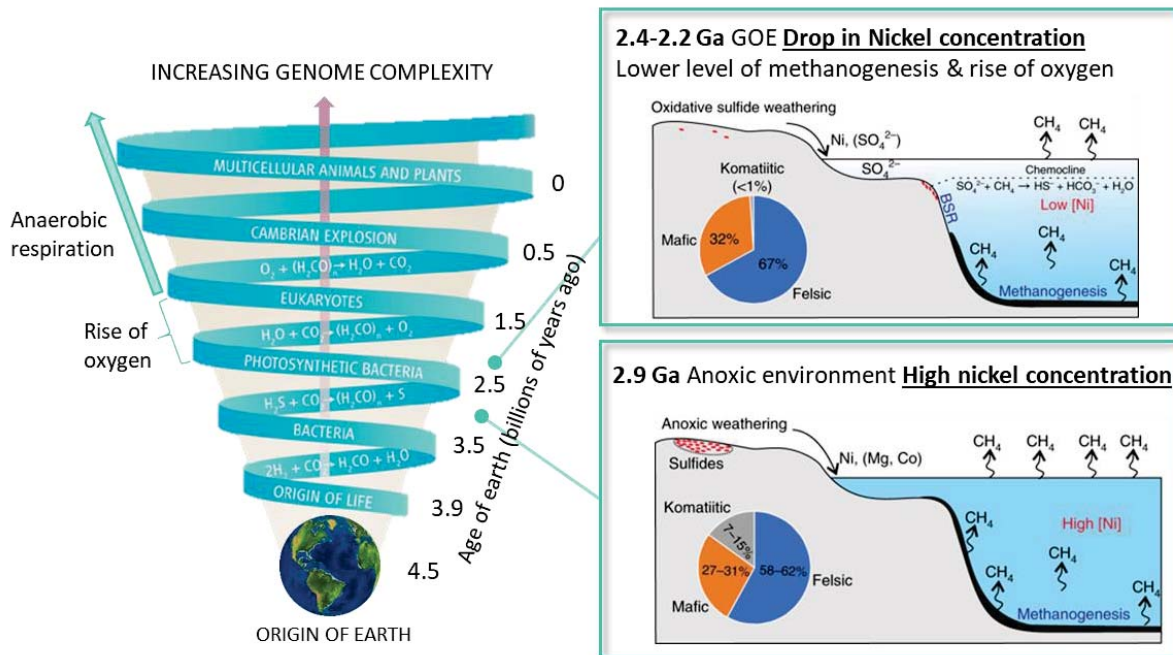 INCREASING GENOME COMPLEXITY
MULTICELLULAR ANIMALS AND PLANTS
0
Anaerobic
respiration
CAMBRIAN EXPLOSION
0.5
O₂ + (H₂CO)n → H₂O + CO₂
EUKARYOTES
1.5
Rise of
oxygen
H₂O + CO₂ → (H₂CO)n + O₂
PHOTOSYNTHETIC BACTERIA
2.5
H₂S + CO₂ → (H₂CO)n + S
BACTERIA
3.5
2H₂ + CO₂ → H₂CO + H₂O
ORIGIN OF LIFE
3.9
4.5
Age of earth (billions of years ago)
ORIGIN OF EARTH
2.4-2.2 Ga GOE Drop in Nickel concentration
Lower level of methanogenesis & rise of oxygen
Oxidative sulfide weathering
Ni, (SO₄²⁻)
CH₄ CH₄
SO₄²⁻
Chemocline
SO₄²⁻ + CH₄ → HS⁻ + HCO₃⁻ + H₂O
Komatiitic
(<1%)
BSR
Low [Ni]
Mafic
32%
67%
Felsic
CH₄
CH₄
CH₄
Methanogenesis
2.9 Ga Anoxic environment High nickel concentration
Anoxic weathering
Sulfides
Ni, (Mg, Co)
CH₄ CH₄ CH₄ CH₄
Komatiitic
7–15%
27–31%
58–62%
Felsic
Mafic
High [Ni]
CH₄
CH₄
CH₄
CH₄
Methanogenesis